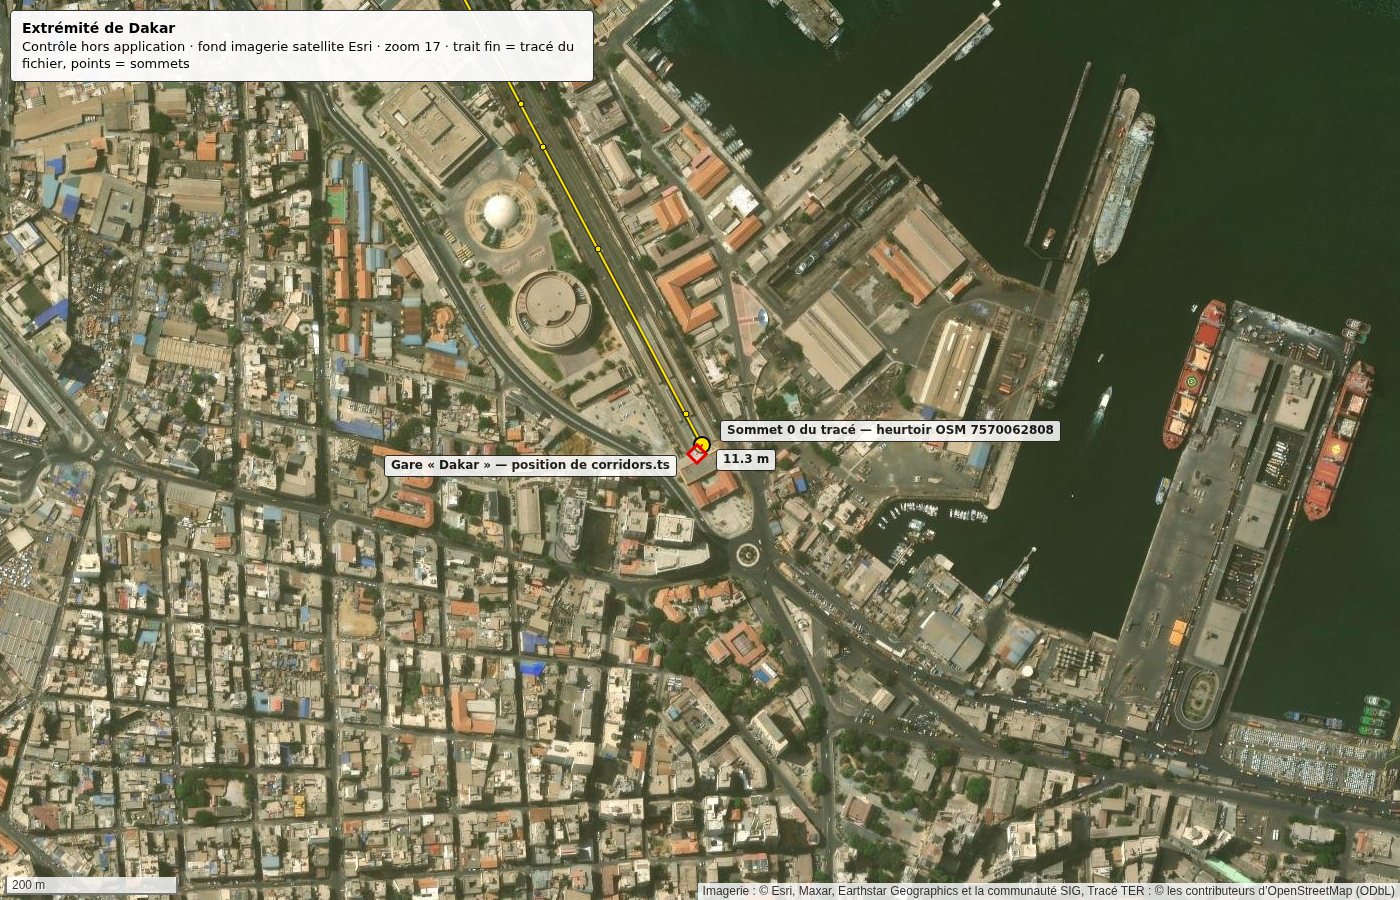 Extrémité de Dakar
Contrôle hors application · fond imagerie satellite Esri · zoom 17 · trait fin = tracé du
fichier, points = sommets
Sommet 0 du tracé — heurtoir OSM 7570062808
11.3 m
Gare « Dakar » — position de corridors.ts
200 m
Imagerie : © Esri, Maxar, Earthstar Geographics et la communauté SIG, Tracé TER : © les contributeurs d’OpenStreetMap (ODbL)